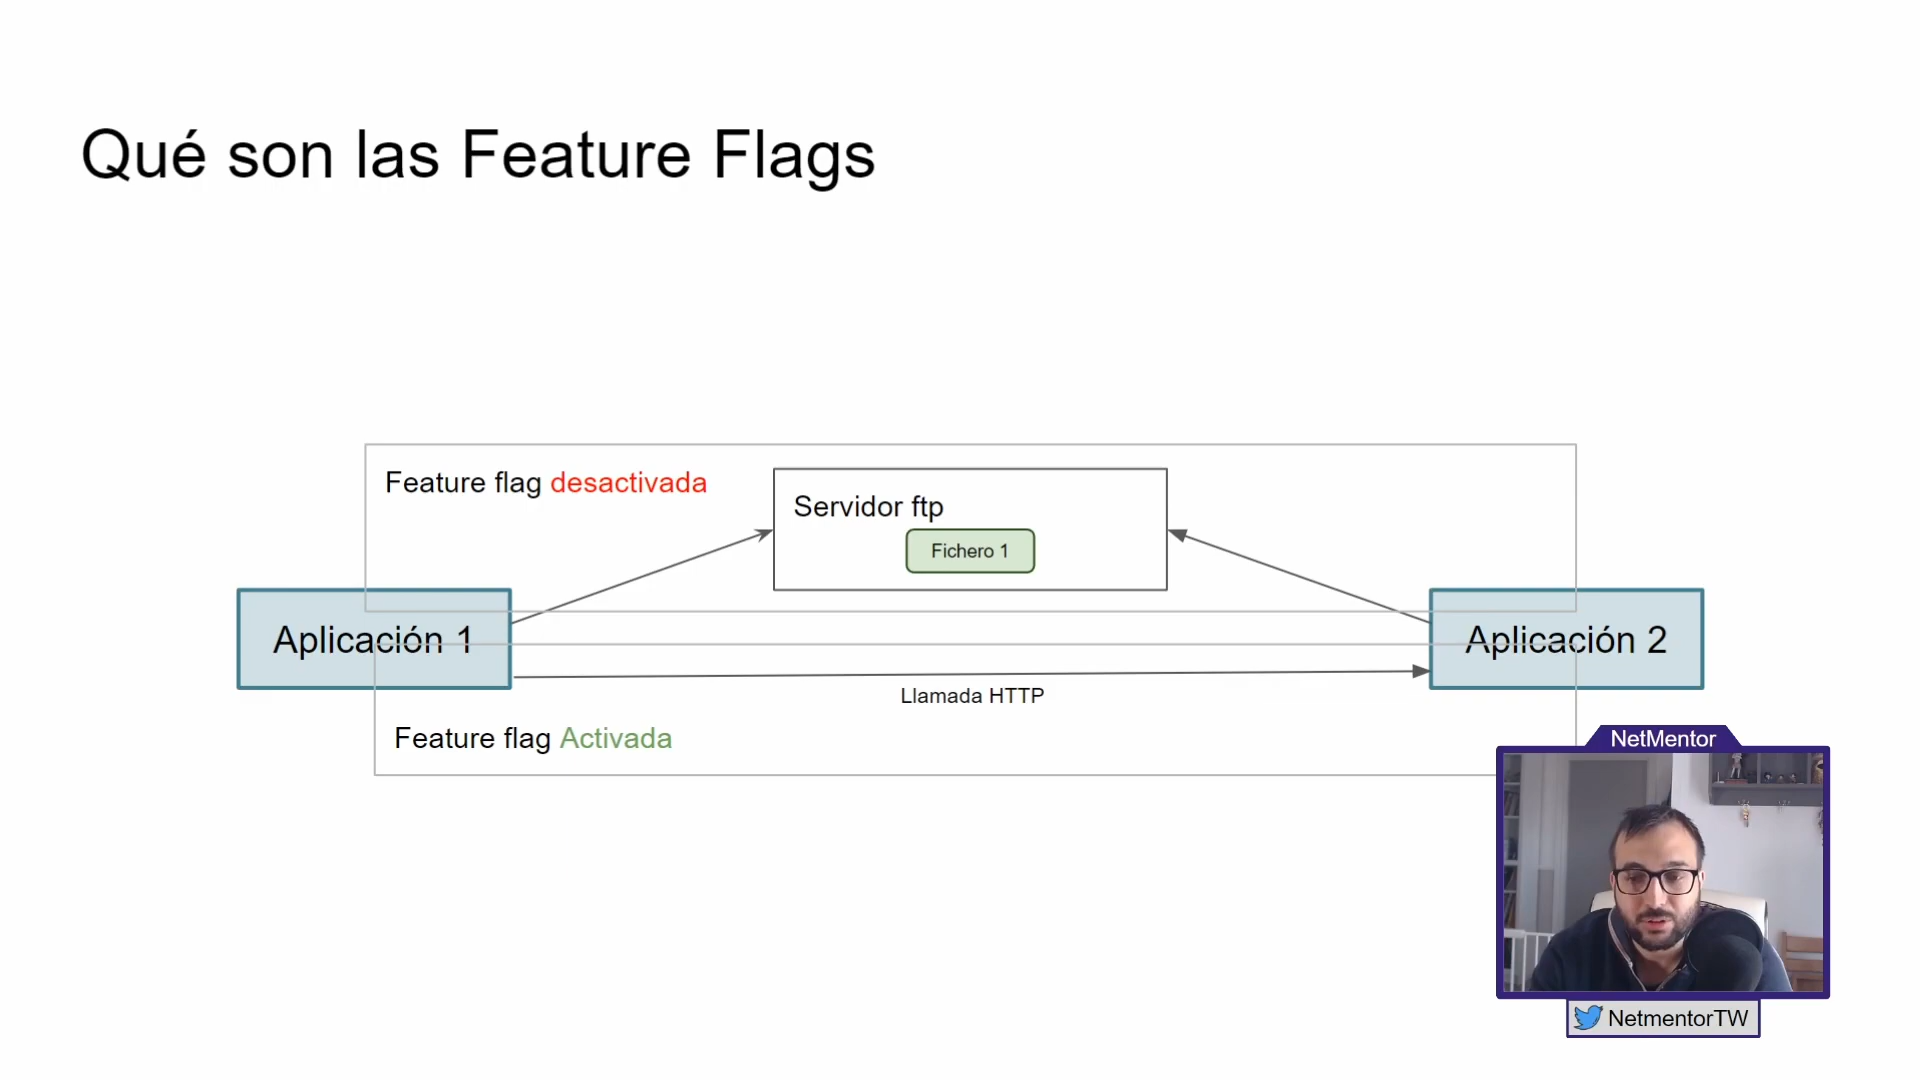 Qué son las Feature Flags
Feature flag desactivada
Servidor ftp
Fichero 1
Aplicación 1
Aplicación 2
Llamada HTTP
Feature flag Activada
NetMentor
NetmentorTW